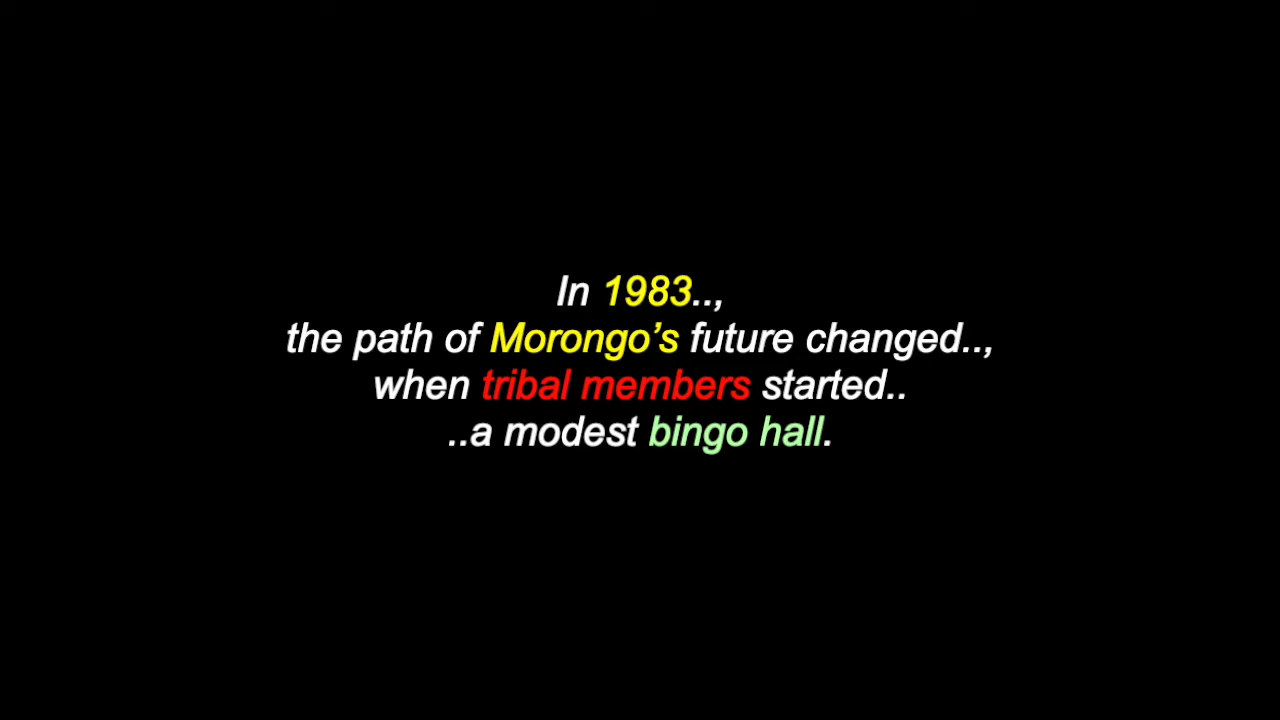 In 1983..,
the path of Morongo’s future changed..,
when tribal members started..
..a modest bingo hall.